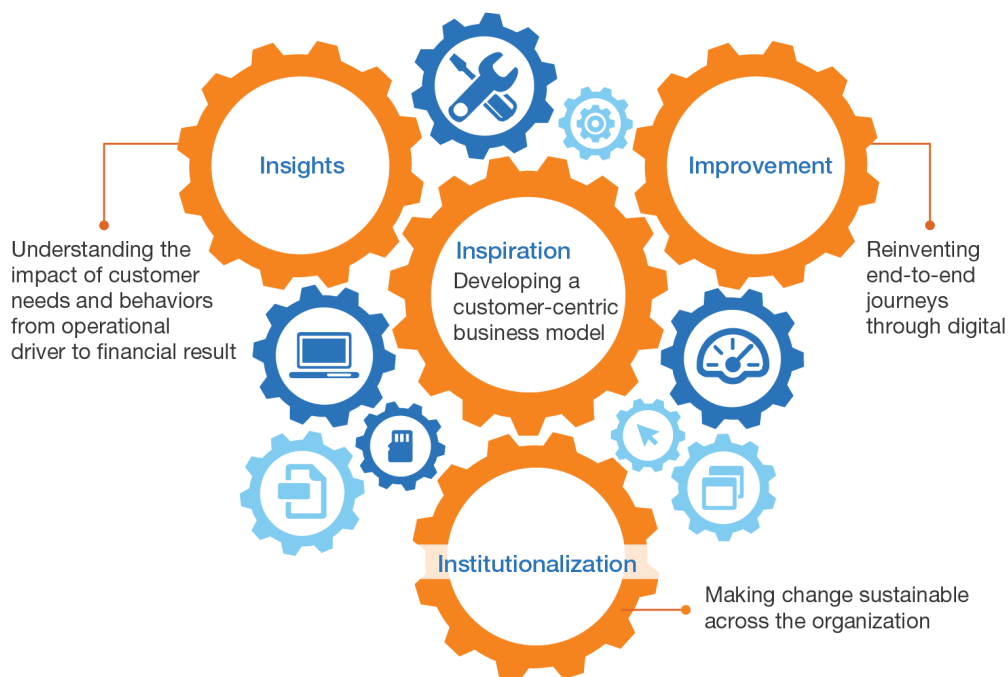 Insights
Improvement
Understanding the
impact of customer
needs and behaviors
from operational
driver to financial result
Inspiration
Developing a
customer-centric
business model
Reinventing
end-to-end
journeys
through digital
Institutionalization
Making change sustainable
across the organization